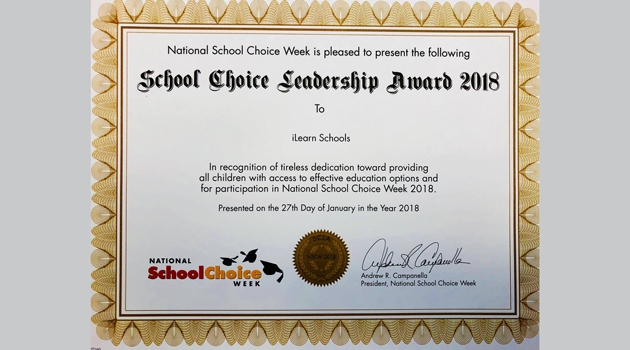 National School Choice Week is pleased to present the following
School Choice Leadership Award 2018
To
iLearn Schools
In recognition of tireless dedication toward providing
all children with access to effective education options and
for participation in National School Choice Week 2018.
Presented on the 27th Day of January in the Year 2018
NATIONAL
SchoolChoice
WEEK
Andrew R. Campanella
President, National School Choice Week